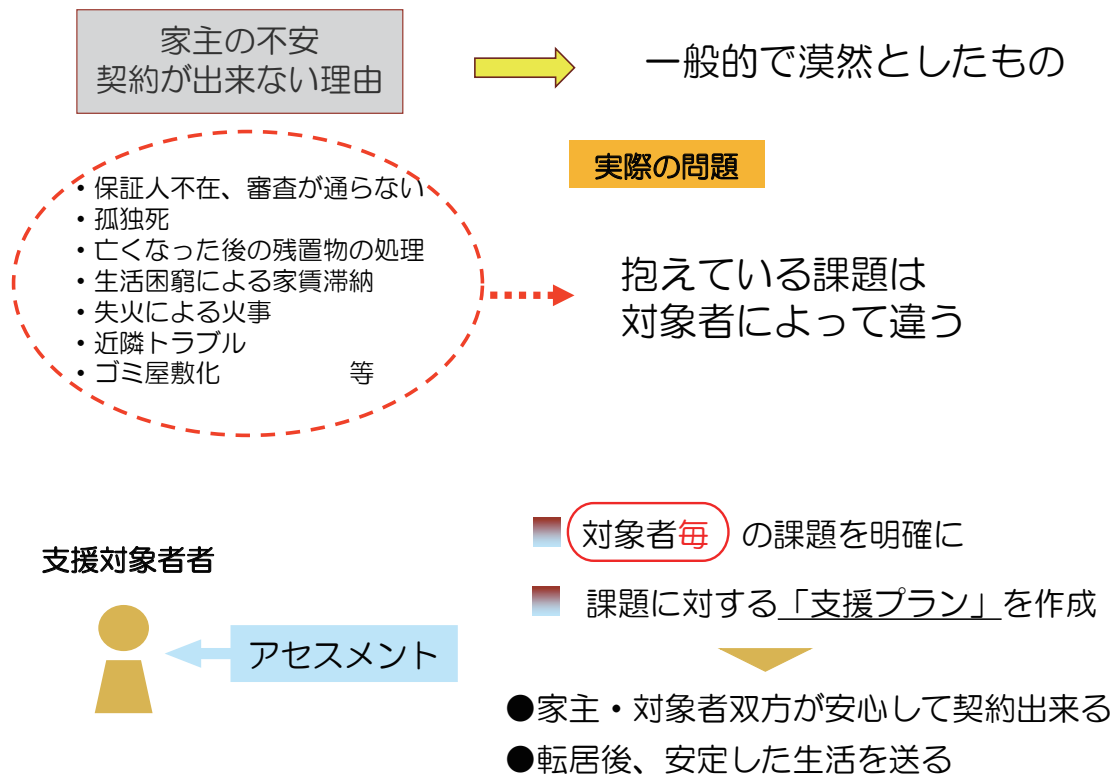 家主の不安
契約が出来ない理由
一般的で漠然としたもの
実際の問題
・保証人不在、審査が通らない
・孤独死
・亡くなった後の残置物の処理
・生活困窮による家賃滞納
・失火による火事
・近隣トラブル
・ゴミ屋敷化 等
抱えている課題は
対象者によって違う
支援対象者者
アセスメント
対象者毎の課題を明確に
課題に対する「支援プラン」を作成
●家主・対象者双方が安心して契約出来る
●転居後、安定した生活を送る